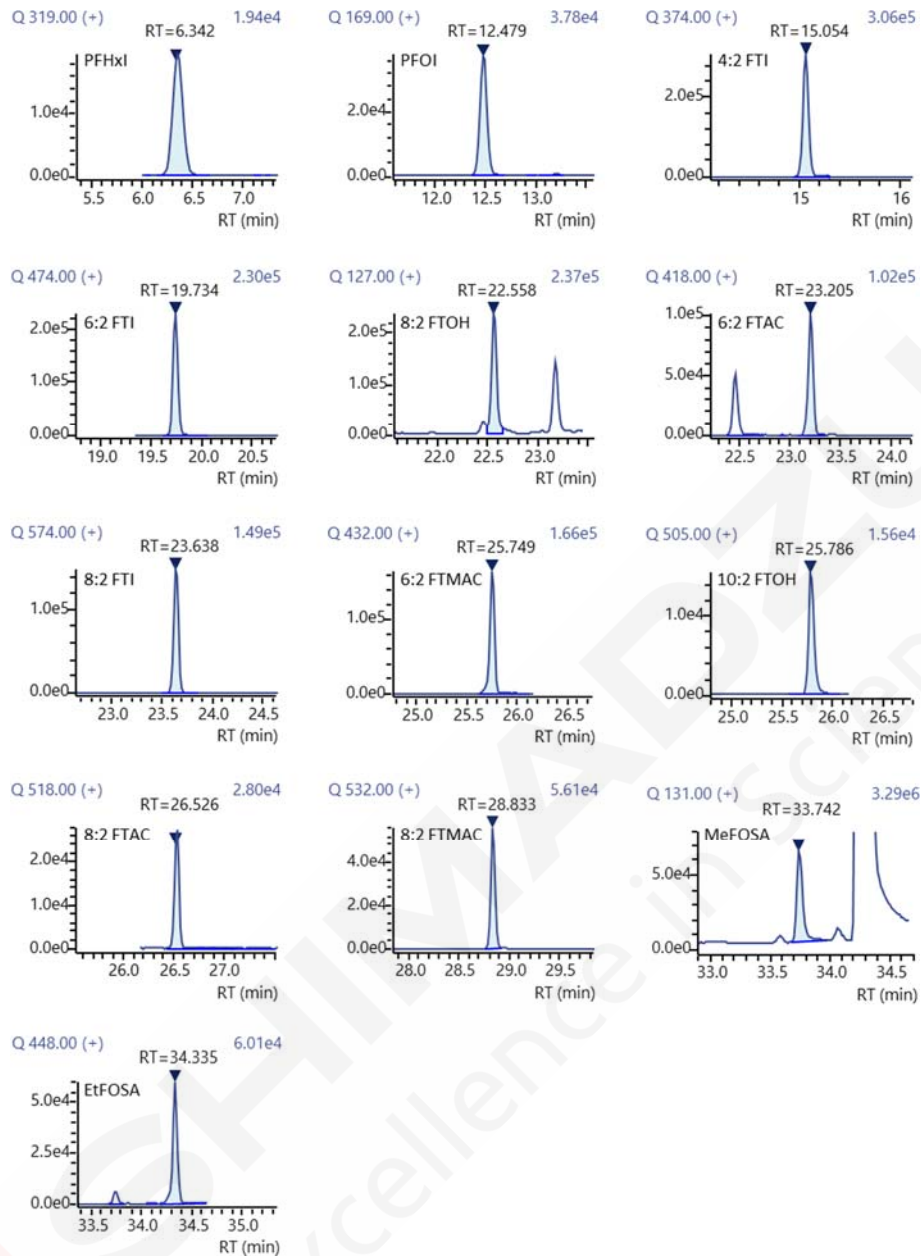 Q 319.00 (+) 1.94e4
RT=6.342
PFHxI
1.0e4
0.0e0
5.5 6.0 6.5 7.0
RT (min)
Q 169.00 (+) 3.78e4
RT=12.479
PFOI
2.0e4
0.0e0
12.0 12.5 13.0
RT (min)
Q 374.00 (+) 3.06e5
RT=15.054
4:2 FTI
2.0e5
0.0e0
15 16
RT (min)
Q 474.00 (+) 2.30e5
RT=19.734
6:2 FTI
2.0e5
1.0e5
0.0e0
19.0 19.5 20.0 20.5
RT (min)
Q 127.00 (+) 2.37e5
RT=22.558
8:2 FTOH
2.0e5
1.0e5
0.0e0
22.0 22.5 23.0
RT (min)
Q 418.00 (+) 1.02e5
RT=23.205
6:2 FTAC
1.0e5
5.0e4
0.0e0
22.5 23.0 23.5 24.0
RT (min)
Q 574.00 (+) 1.49e5
RT=23.638
8:2 FTI
1.0e5
0.0e0
23.0 23.5 24.0 24.5
RT (min)
Q 432.00 (+) 1.66e5
RT=25.749
6:2 FTMAC
1.0e5
0.0e0
25.0 25.5 26.0 26.5
RT (min)
Q 505.00 (+) 1.56e4
RT=25.786
10:2 FTOH
1.0e4
0.0e0
25.0 25.5 26.0 26.5
RT (min)
Q 518.00 (+) 2.80e4
RT=26.526
8:2 FTAC
2.0e4
1.0e4
0.0e0
26.0 26.5 27.0
RT (min)
Q 532.00 (+) 5.61e4
RT=28.833
8:2 FTMAC
4.0e4
2.0e4
0.0e0
28.0 28.5 29.0 29.5
RT (min)
Q 131.00 (+) 3.29e6
RT=33.742
MeFOSA
5.0e4
0.0e0
33.0 33.5 34.0 34.5
RT (min)
Q 448.00 (+) 6.01e4
RT=34.335
EtFOSA
5.0e4
2.5e4
0.0e0
33.5 34.0 34.5 35.0
RT (min)
SHIMADZU
Excellence in Scien